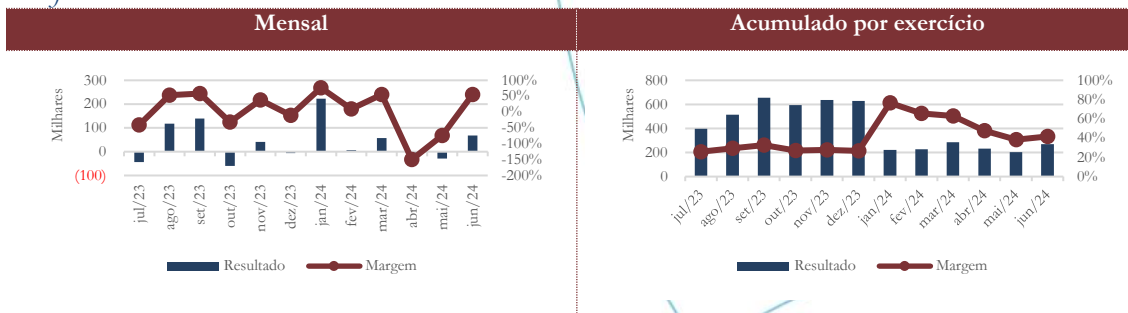 Mensal
Acumulado por exercício
300
200
100
0
(100)
Milhares
100%
50%
0%
-50%
-100%
-150%
-200%
jul/23
ago/23
set/23
out/23
nov/23
dez/23
jan/24
fev/24
mar/24
abr/24
mai/24
jun/24
Resultado
Margem
800
600
400
200
0
Milhares
100%
80%
60%
40%
20%
0%
jul/23
ago/23
set/23
out/23
nov/23
dez/23
jan/24
fev/24
mar/24
abr/24
mai/24
jun/24
Resultado
Margem